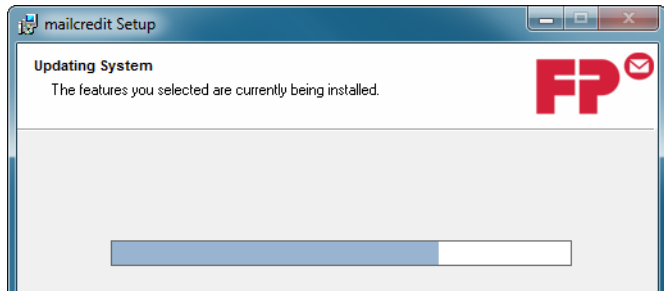 mailcredit Setup
Updating System
The features you selected are currently being installed.
FP